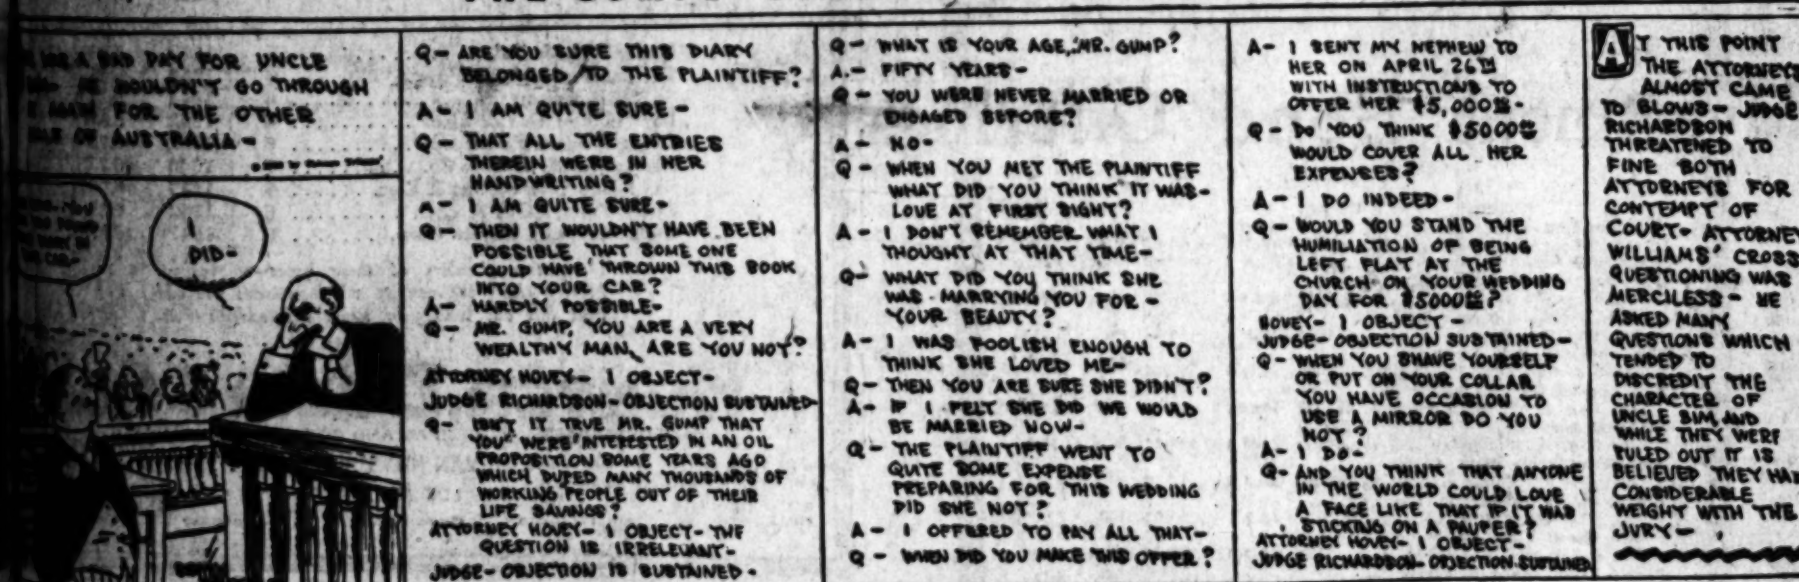 BAD DAY FOR UNCLE
WOULDN'T GO THROUGH
FOR THE OTHER
OF AUSTRALIA-
I
DID-
Q- ARE YOU SURE THIS DIARY
BELONGED TO THE PLAINTIFF?
A- I AM QUITE SURE-
Q- THAT ALL THE ENTRIES
THEREIN WERE IN HER
HANDWRITING?
A- I AM QUITE SURE-
Q- THEN IT WOULDN'T HAVE BEEN
POSSIBLE THAT SOME ONE
COULD HAVE THROWN THIS BOOK
INTO YOUR CAR?
A- HARDLY POSSIBLE-
Q- MR. GUMP, YOU ARE A VERY
WEALTHY MAN, ARE YOU NOT?
ATTORNEY HOVEY- I OBJECT-
JUDGE RICHARDSON- OBJECTION SUSTAINED-
Q- ISN'T IT TRUE MR. GUMP THAT
YOU WERE INTERESTED IN AN OIL
PROPOSITION SOME YEARS AGO
WHICH DUPED MANY THOUSANDS OF
WORKING PEOPLE OUT OF THEIR
LIFE SAVINGS?
ATTORNEY HOVEY- I OBJECT- THE
QUESTION IS IRRELEVANT-
JUDGE- OBJECTION IS SUSTAINED-
Q- WHAT IS YOUR AGE, MR. GUMP?
A.- FIFTY YEARS-
Q- YOU WERE NEVER MARRIED OR
ENGAGED BEFORE?
A- NO-
Q- WHEN YOU MET THE PLAINTIFF
WHAT DID YOU THINK IT WAS-
LOVE AT FIRST SIGHT?
A- I DON'T REMEMBER WHAT I
THOUGHT AT THAT TIME-
Q- WHAT DID YOU THINK SHE
WAS MARRYING YOU FOR-
YOUR BEAUTY?
A- I WAS FOOLISH ENOUGH TO
THINK SHE LOVED ME-
Q- THEN YOU ARE SURE SHE DIDN'T?
A- IF I FELT SHE DID WE WOULD
BE MARRIED NOW-
Q- THE PLAINTIFF WENT TO
QUITE SOME EXPENSE
PREPARING FOR THIS WEDDING
DID SHE NOT?
A- I OFFERED TO PAY ALL THAT-
Q- WHEN DID YOU MAKE THIS OFFER?
A- I SENT MY NEPHEW TO
HER ON APRIL 26TH
WITH INSTRUCTIONS TO
OFFER HER $5,000 00-
Q- DO YOU THINK $5000 00
WOULD COVER ALL HER
EXPENSES?
A- I DO INDEED-
Q- WOULD YOU STAND THE
HUMILIATION OF BEING
LEFT FLAT AT THE
CHURCH ON YOUR WEDDING
DAY FOR $5000 00?
HOVEY- I OBJECT-
JUDGE- OBJECTION SUSTAINED-
Q- WHEN YOU SHAVE YOURSELF
OR PUT ON YOUR COLLAR
YOU HAVE OCCASION TO
USE A MIRROR DO YOU
NOT?
A- I DO-
Q- AND YOU THINK THAT ANYONE
IN THE WORLD COULD LOVE
A FACE LIKE THAT IF IT WAS
STICKING ON A PAUPER?
ATTORNEY HOVEY- I OBJECT-
JUDGE RICHARDSON- OBJECTION SUSTAINED
AT THIS POINT
THE ATTORNEYS
ALMOST CAME
TO BLOWS- JUDGE
RICHARDSON
THREATENED TO
FINE BOTH
ATTORNEYS FOR
CONTEMPT OF
COURT- ATTORNEY
WILLIAMS' CROSS
QUESTIONING WAS
MERCILESS- HE
ASKED MANY
QUESTIONS WHICH
TENDED TO
DISCREDIT THE
CHARACTER OF
UNCLE BIM, AND
WHILE THEY WERE
RULED OUT IT IS
BELIEVED THEY HAD
CONSIDERABLE
WEIGHT WITH THE
JURY-